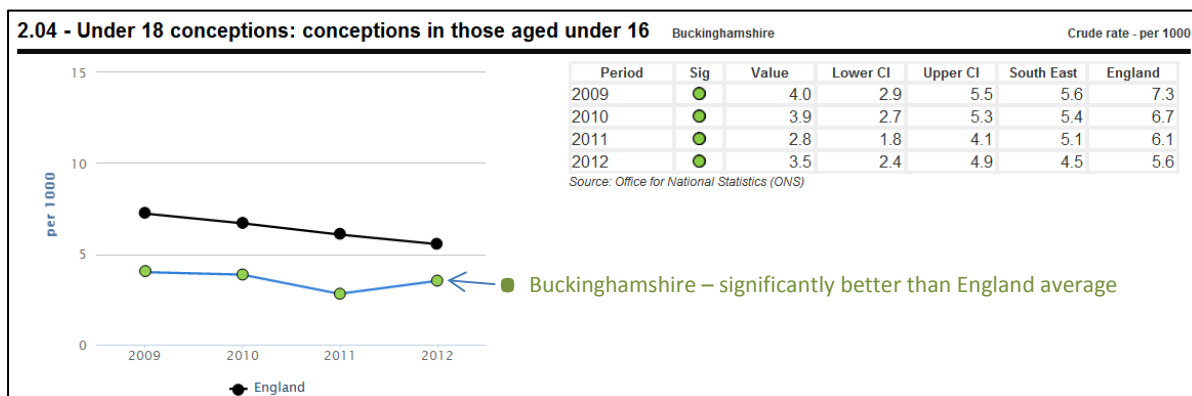 2.04 - Under 18 conceptions: conceptions in those aged under 16 Buckinghamshire Crude rate - per 1000
Period Sig Value Lower CI Upper CI South East England
2009 4.0 2.9 5.5 5.6 7.3
2010 3.9 2.7 5.3 5.4 6.7
2011 2.8 1.8 4.1 5.1 6.1
2012 3.5 2.4 4.9 4.5 5.6
Source: Office for National Statistics (ONS)
15
10
5
0
per 1000
2009 2010 2011 2012
England
Buckinghamshire – significantly better than England average